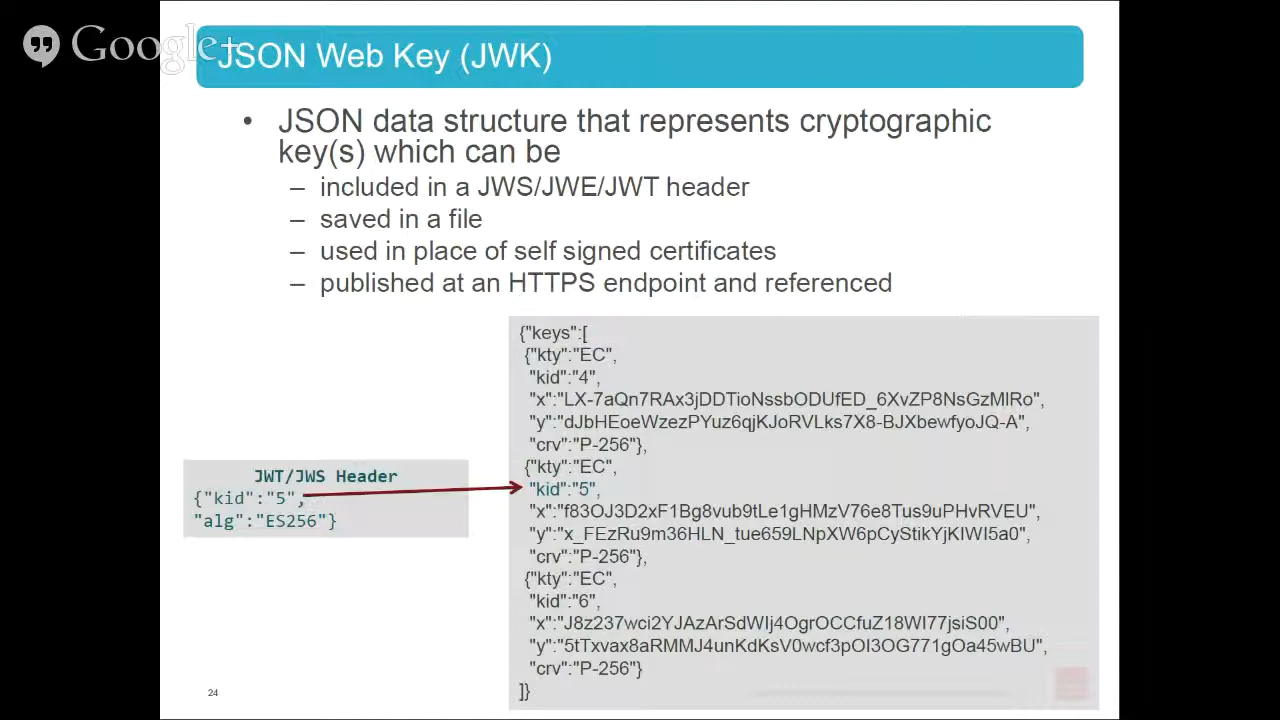 Google+
JSON Web Key (JWK)
• JSON data structure that represents cryptographic
key(s) which can be
– included in a JWS/JWE/JWT header
– saved in a file
– used in place of self signed certificates
– published at an HTTPS endpoint and referenced
JWT/JWS Header
{"kid":"5",
"alg":"ES256"}
{"keys":[
{"kty":"EC",
"kid":"4",
"x":"LX-7aQn7RAx3jDDTioNssbODUfED_6XvZP8NsGzMlRo",
"y":"dJbHEoeWzezPYuz6qjKJoRVLks7X8-BJXbewfyoJQ-A",
"crv":"P-256"},
{"kty":"EC",
"kid":"5",
"x":"f83OJ3D2xF1Bg8vub9tLe1gHMzV76e8Tus9uPHvRVEU",
"y":"x_FEzRu9m36HLN_tue659LNpXW6pCyStikYjKIWI5a0",
"crv":"P-256"},
{"kty":"EC",
"kid":"6",
"x":"J8z237wci2YJAzArSdWIj4OgrOCCfuZ18WI77jsiS00",
"y":"5tTxvax8aRMMJ4unKdKsV0wcf3pOI3OG771gOa45wBU",
"crv":"P-256"}
]}
24